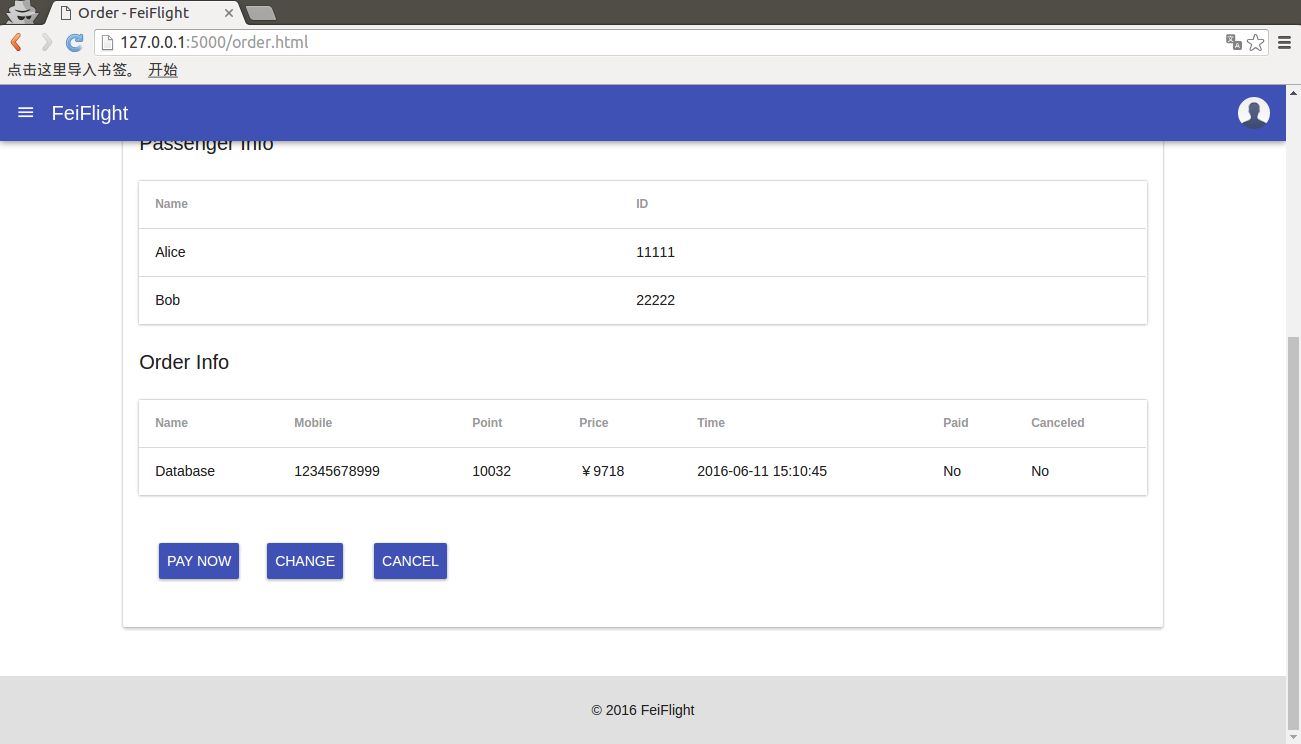 Order - FeiFlight
127.0.0.1:5000/order.html
点击这里导入书签。 开始
FeiFlight
Passenger Info
Name ID
Alice 11111
Bob 22222
Order Info
Name Mobile Point Price Time Paid Canceled
Database 12345678999 10032 ￥9718 2016-06-11 15:10:45 No No
PAY NOW CHANGE CANCEL
© 2016 FeiFlight